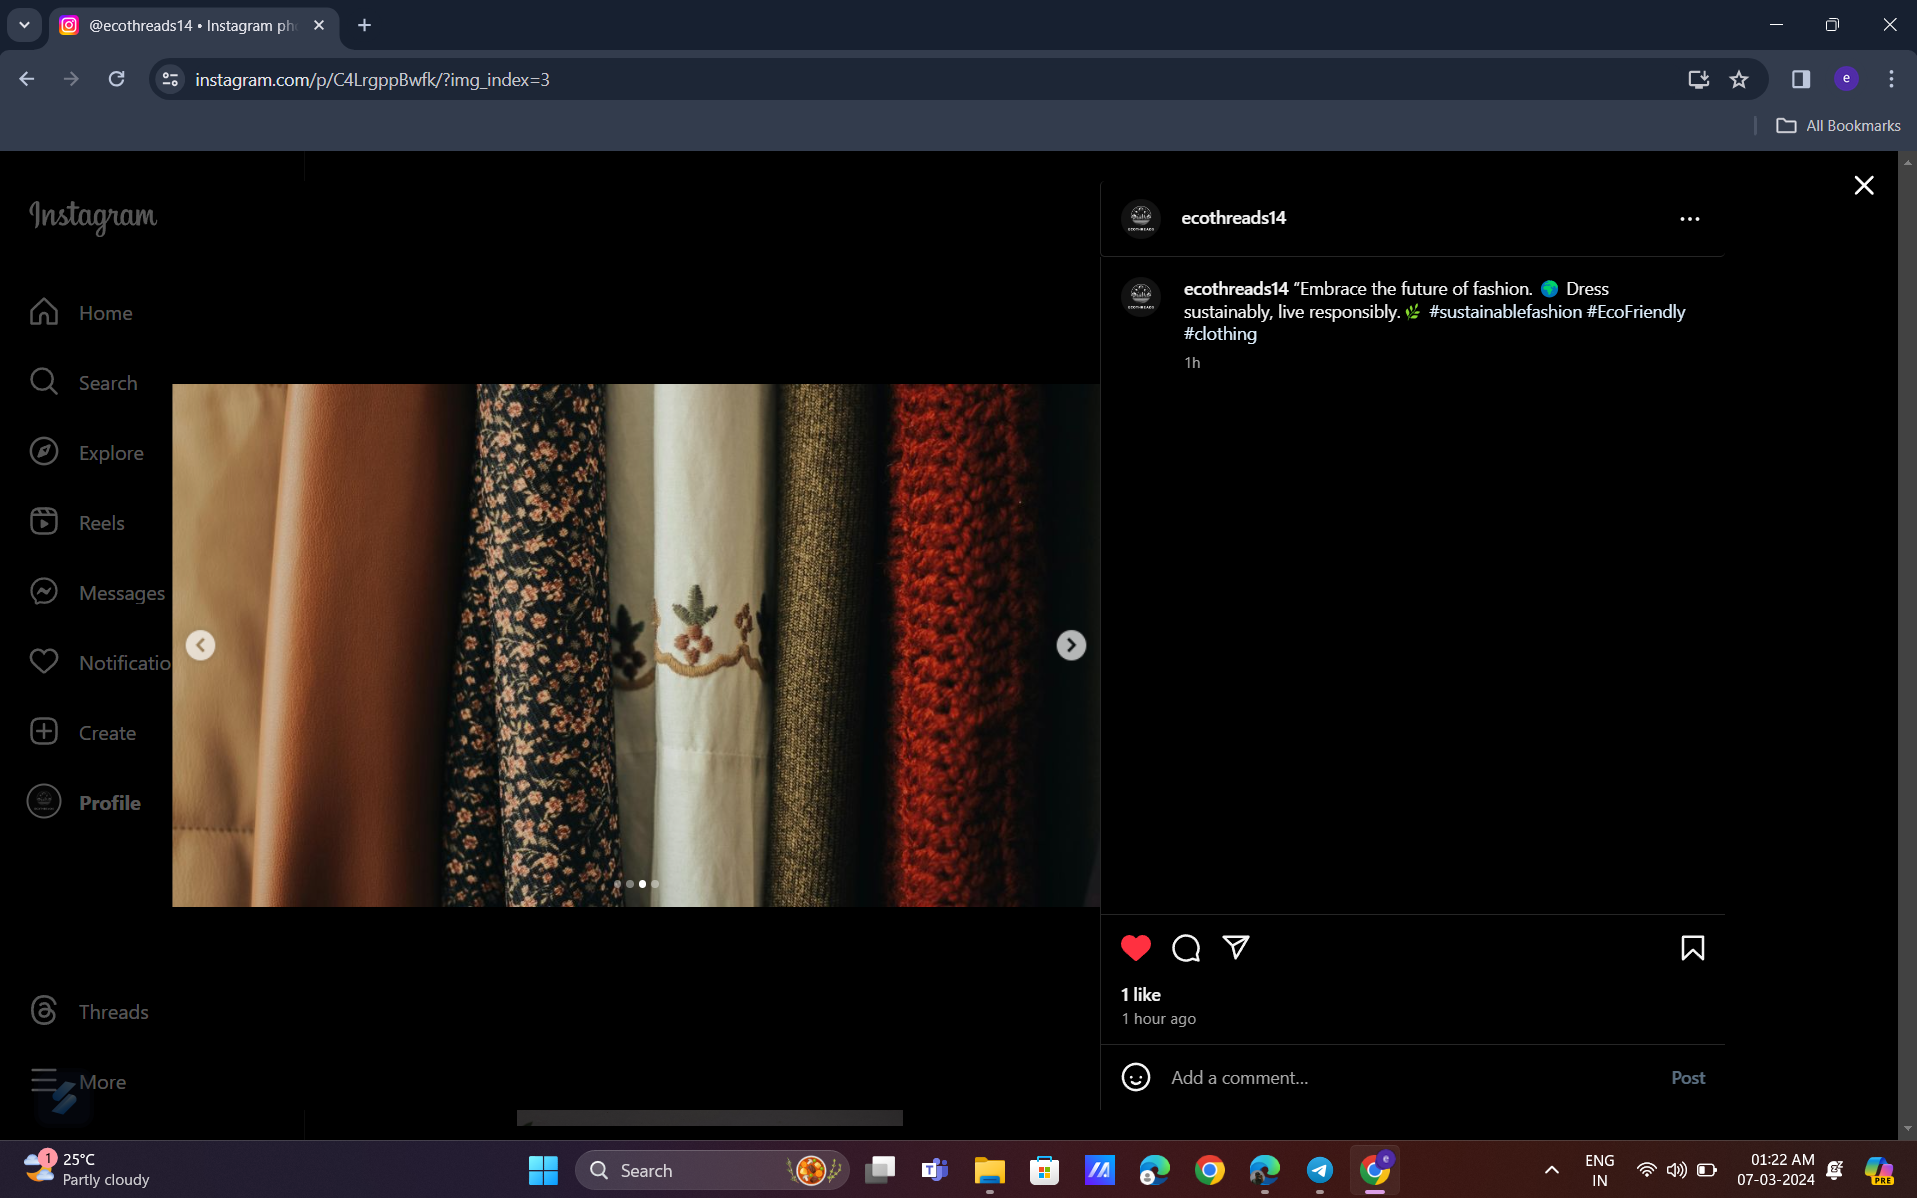 @ecothreads14 • Instagram ph
instagram.com/p/C4LrgppBwfk/?img_index=3
e
All Bookmarks
Instagram
Home
Search
Explore
Reels
Messages
Notificatio
Create
Profile
Threads
More
ecothreads14
ecothreads14 "Embrace the future of fashion. 🌍 Dress
sustainably, live responsibly.🌿 #sustainablefashion #EcoFriendly
#clothing
1h
1 like
1 hour ago
Add a comment...
Post
1
25°C
Partly cloudy
Search
e
ENG
IN
01:22 AM
07-03-2024
PRE